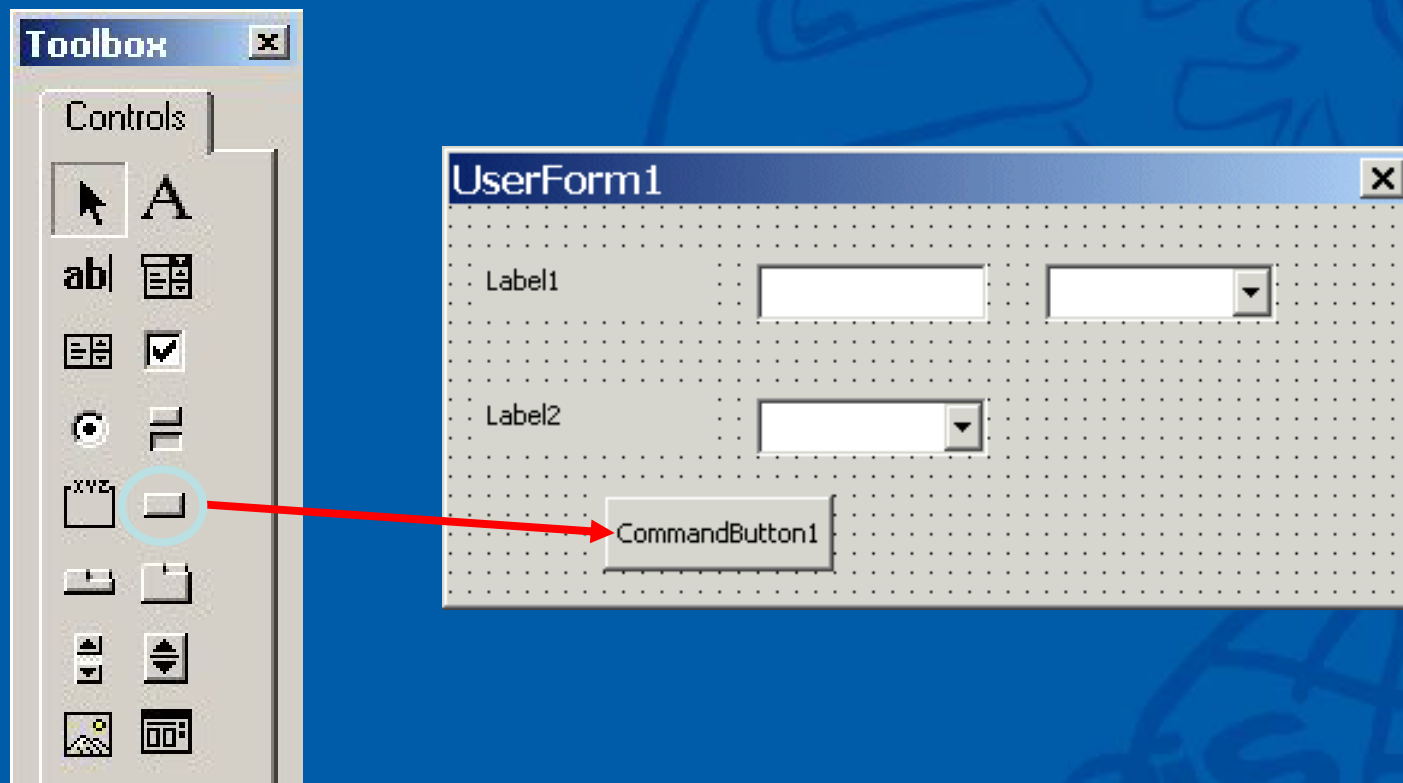 Toolbox
Controls
A
ab
XYZ
UserForm1
Label1
Label2
CommandButton1